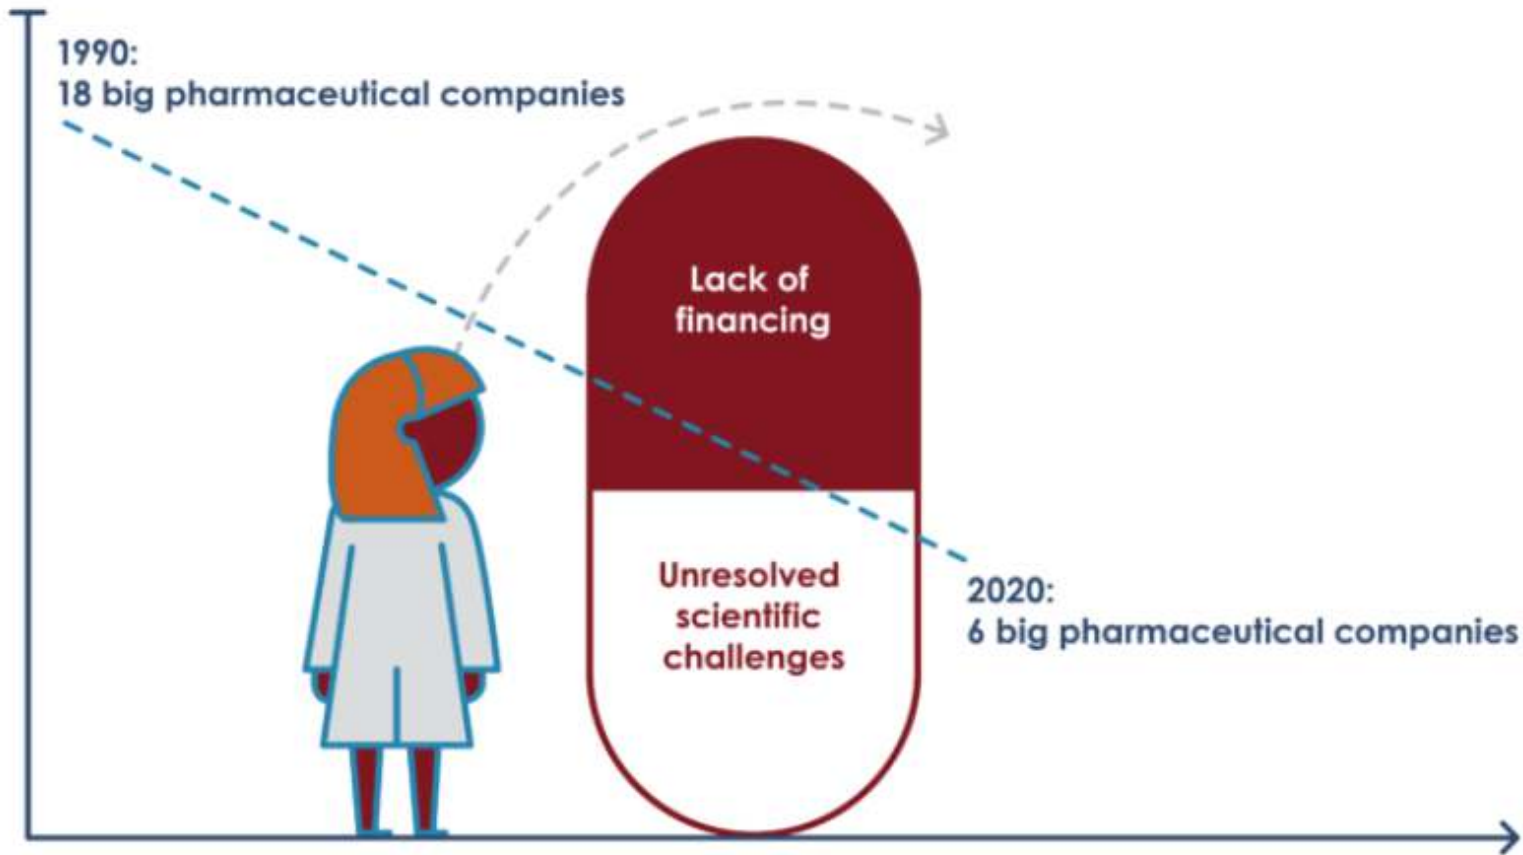 1990:
18 big pharmaceutical companies
Lack of
financing
Unresolved
scientific
challenges
2020:
6 big pharmaceutical companies